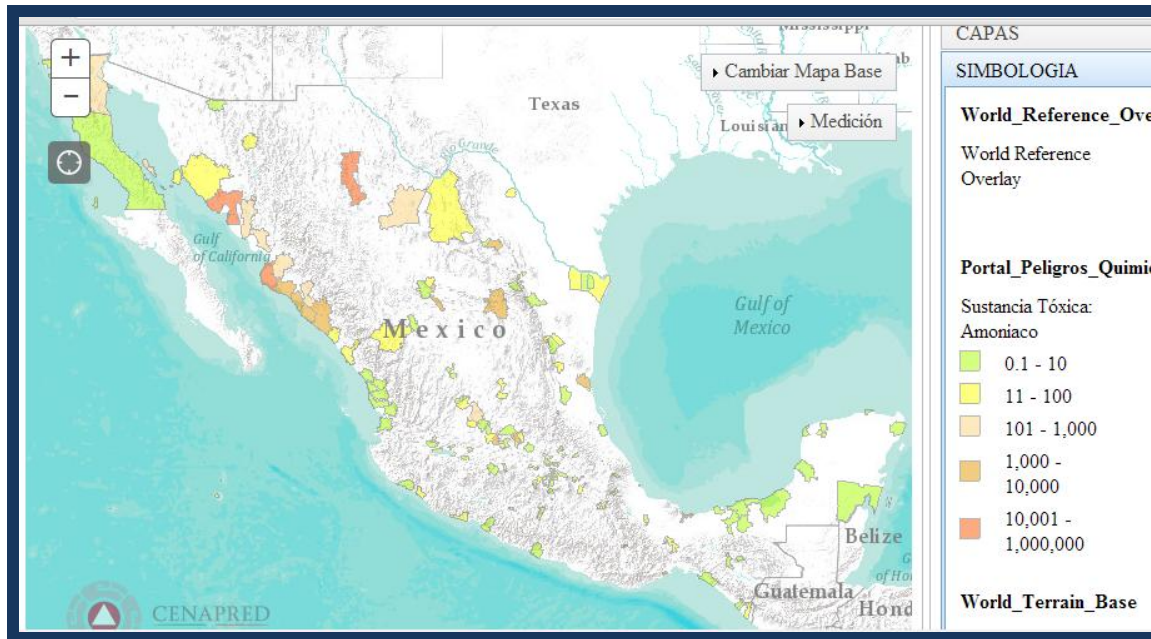 Mississippi
CAPAS
+
-
Cambiar Mapa Base
SIMBOLOGIA
Texas
Medición
World_Reference_Ove
World Reference
Overlay
Rio Grande
Gulf
of California
Portal_Peligros_Quimic
Gulf of
Mexico
Mexico
Sustancia Tóxica:
Amoniaco
0.1 - 10
11 - 100
101 - 1,000
1,000 -
10,000
10,001 -
1,000,000
Belize
Guatemala
Hond
CENAPRED
World_Terrain_Base